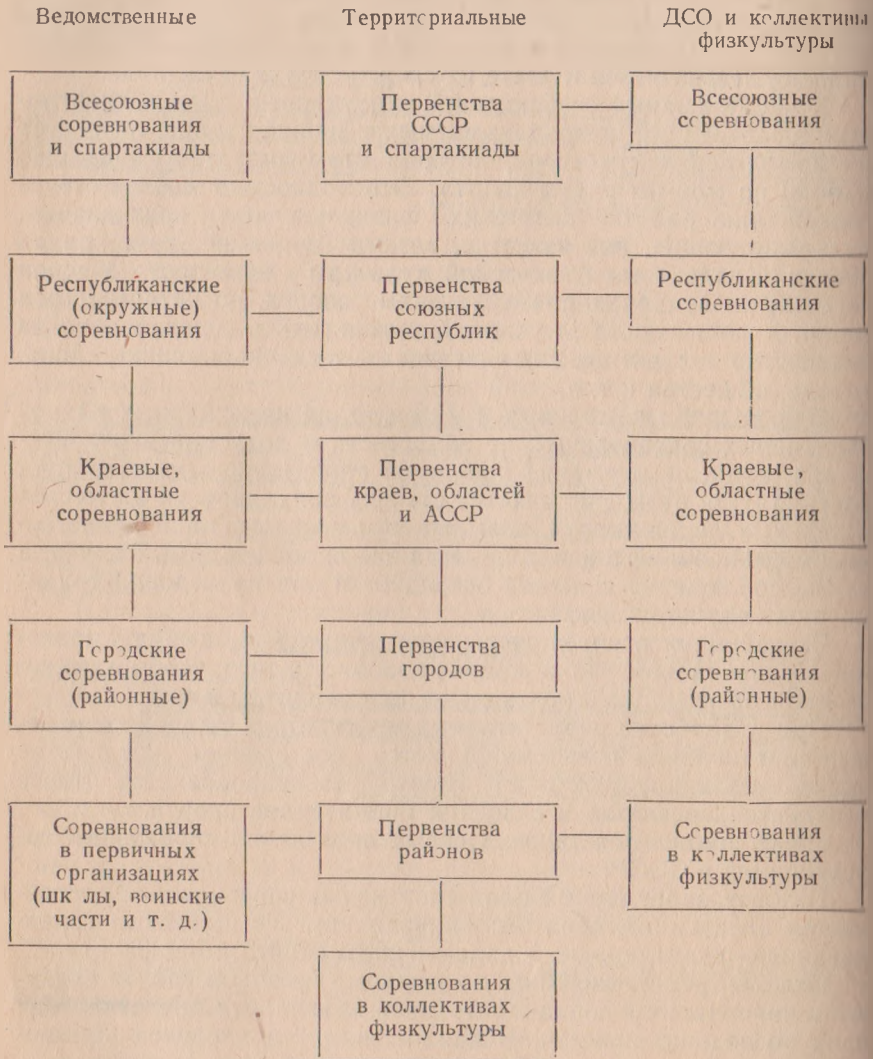 Ведомственные
Территориальные
ДСО и коллективы
физкультуры
Всесоюзные
соревнования
и спартакиады
Первенства
СССР
и спартакиады
Всесоюзные
соревнования
Республиканские
(окружные)
соревнования
Первенства
союзных
республик
Республиканские
соревнования
Краевые,
областные
соревнования
Первенства
краев, областей
и АССР
Краевые,
областные
соревнования
Городские
соревнования
(районные)
Первенства
городов
Городские
соревнования
(районные)
Соревнования
в первичных
организациях
(школы, воинские
части и т. д.)
Первенства
районов
Соревнования
в коллективах
физкультуры
Соревнования
в коллективах
физкультуры